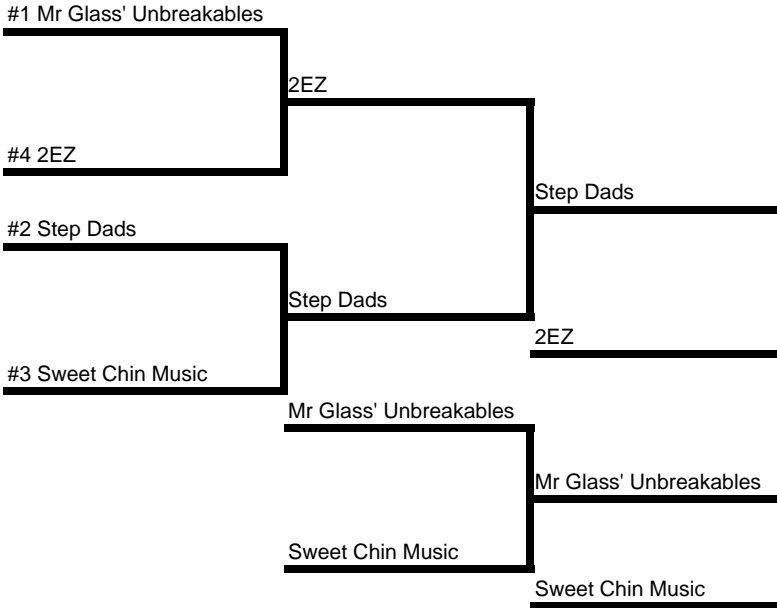 #1 Mr Glass' Unbreakables
2EZ
#4 2EZ
Step Dads
#2 Step Dads
Step Dads
2EZ
#3 Sweet Chin Music
Mr Glass' Unbreakables
Mr Glass' Unbreakables
Sweet Chin Music
Sweet Chin Music